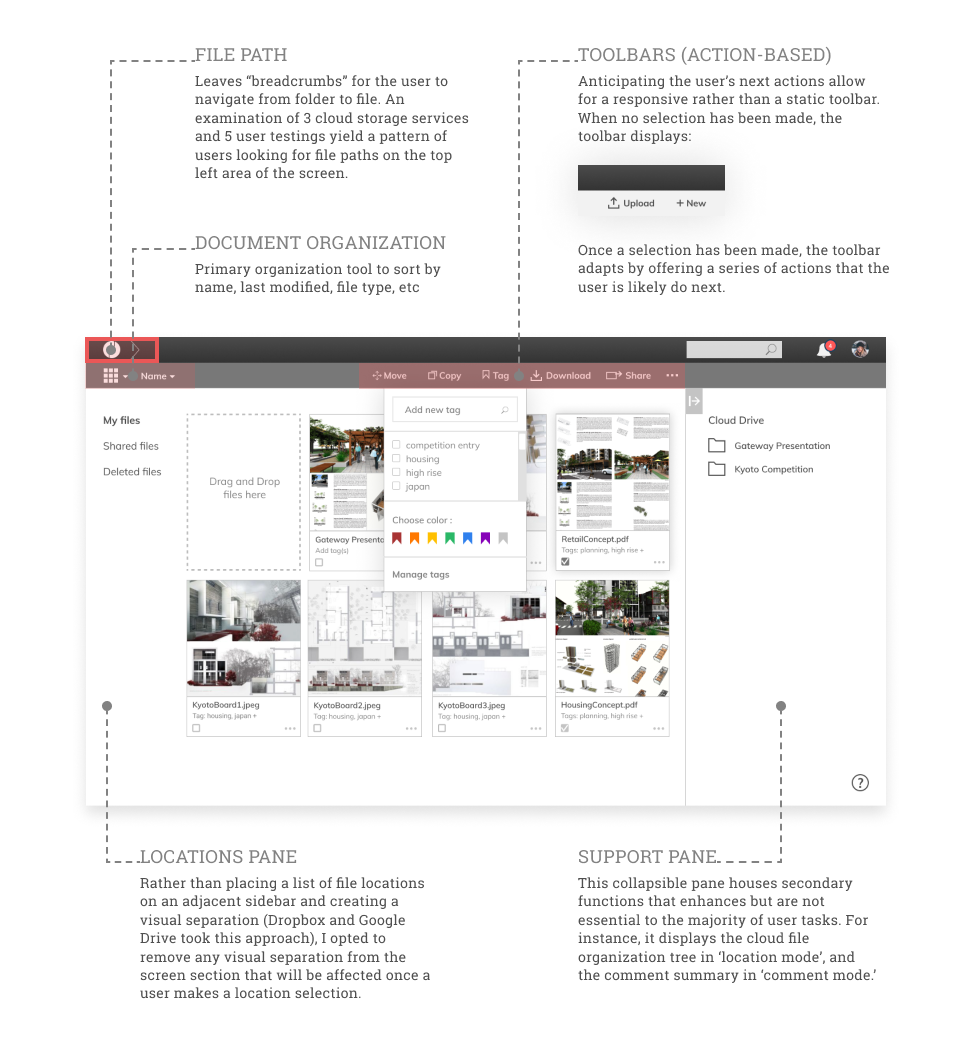 FILE PATH
Leaves “breadcrumbs” for the user to
navigate from folder to file. An
examination of 3 cloud storage services
and 5 user testings yield a pattern of
users looking for file paths on the top
left area of the screen.
DOCUMENT ORGANIZATION
Primary organization tool to sort by
name, last modified, file type, etc
TOOLBARS (ACTION-BASED)
Anticipating the user’s next actions allow
for a responsive rather than a static toolbar.
When no selection has been made, the
toolbar displays:
Upload + New
Once a selection has been made, the toolbar
adapts by offering a series of actions that the
user is likely do next.
4
Name Move Copy Tag Download Share
My files
Shared files
Deleted files
Drag and Drop
files here
Add new tag
competition entry
housing
high rise
japan
Choose color :
Manage tags
Gateway Presenta
Add tag(s)
RetailConcept.pdf
Tags: planning, high rise +
KyotoBoard1.jpeg
Tag: housing, japan +
KyotoBoard2.jpeg
Tag: housing, japan +
KyotoBoard3.jpeg
Tag: housing, japan +
HousingConcept.pdf
Tags: planning, high rise +
Cloud Drive
Gateway Presentation
Kyoto Competition
?
LOCATIONS PANE
Rather than placing a list of file locations
on an adjacent sidebar and creating a
visual separation (Dropbox and Google
Drive took this approach), I opted to
remove any visual separation from the
screen section that will be affected once a
user makes a location selection.
SUPPORT PANE
This collapsible pane houses secondary
functions that enhances but are not
essential to the majority of user tasks. For
instance, it displays the cloud file
organization tree in ‘location mode’, and
the comment summary in ‘comment mode.’